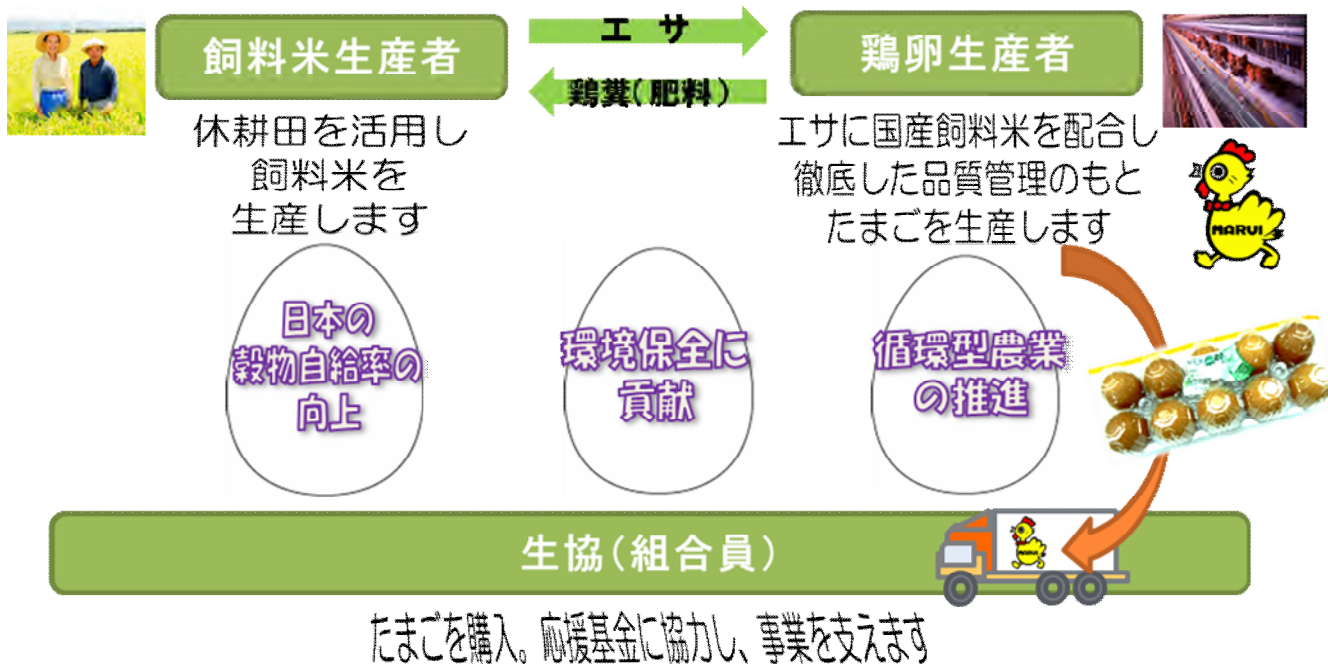 飼料米生産者
エサ
鶏卵生産者
鶏糞(肥料)
休耕田を活用し
飼料米を
生産します
エサに国産飼料米を配合し
徹底した品質管理のもと
たまごを生産します
MARUI
日本の
穀物自給率の
向上
環境保全に
貢献
循環型農業
の推進
生協(組合員)
MARUI
たまごを購入。応援基金に協力し、事業を支えます